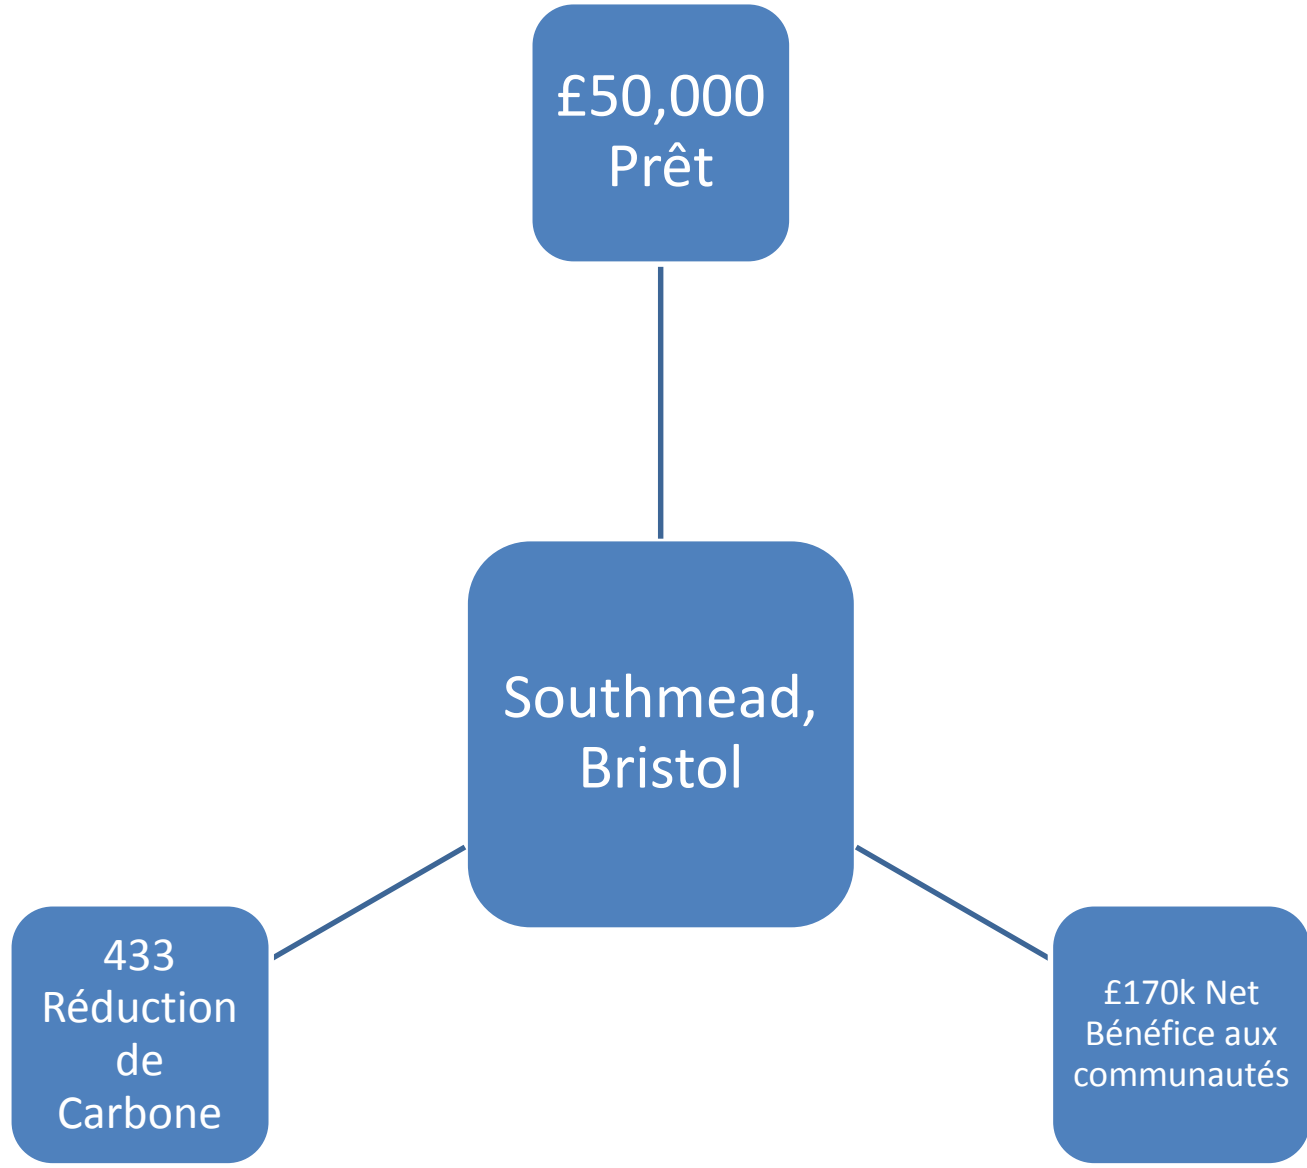 £50,000
Prêt
Southmead,
Bristol
433
Réduction
de
Carbone
£170k Net
Bénéfice aux
communautés